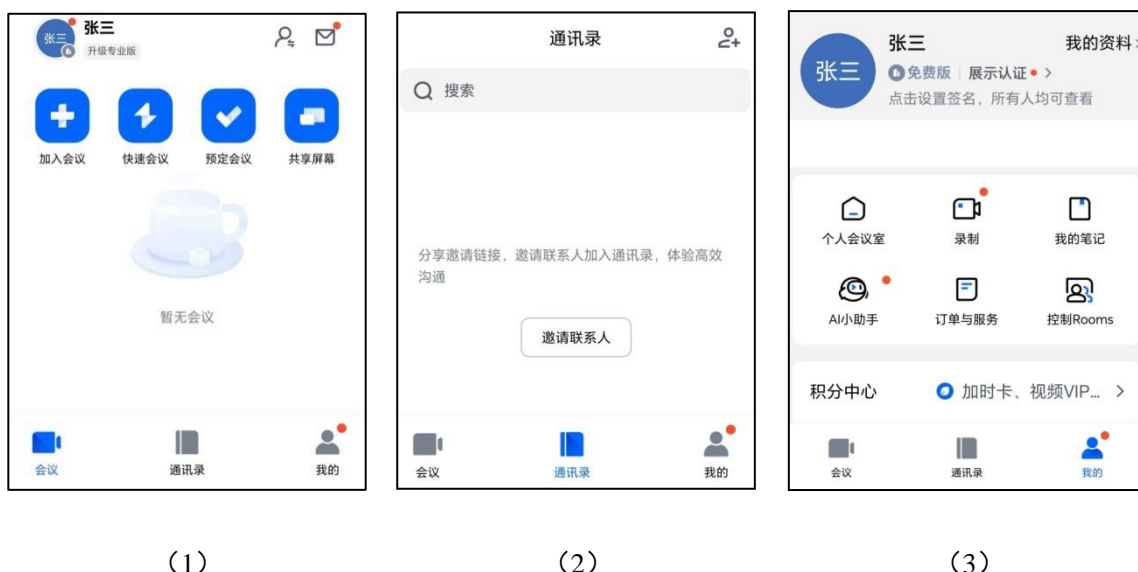 张三
张三
升级专业版
加入会议
快速会议
预定会议
共享屏幕
暂无会议
会议
通讯录
我的
(1)
通讯录
搜索
分享邀请链接，邀请联系人加入通讯录，体验高效
沟通
邀请联系人
会议
通讯录
我的
(2)
张三
张三
我的资料
免费版
展示认证
点击设置签名，所有人均可查看
个人会议室
录制
我的笔记
AI小助手
订单与服务
控制Rooms
积分中心
加时卡、视频VIP...
会议
通讯录
我的
(3)